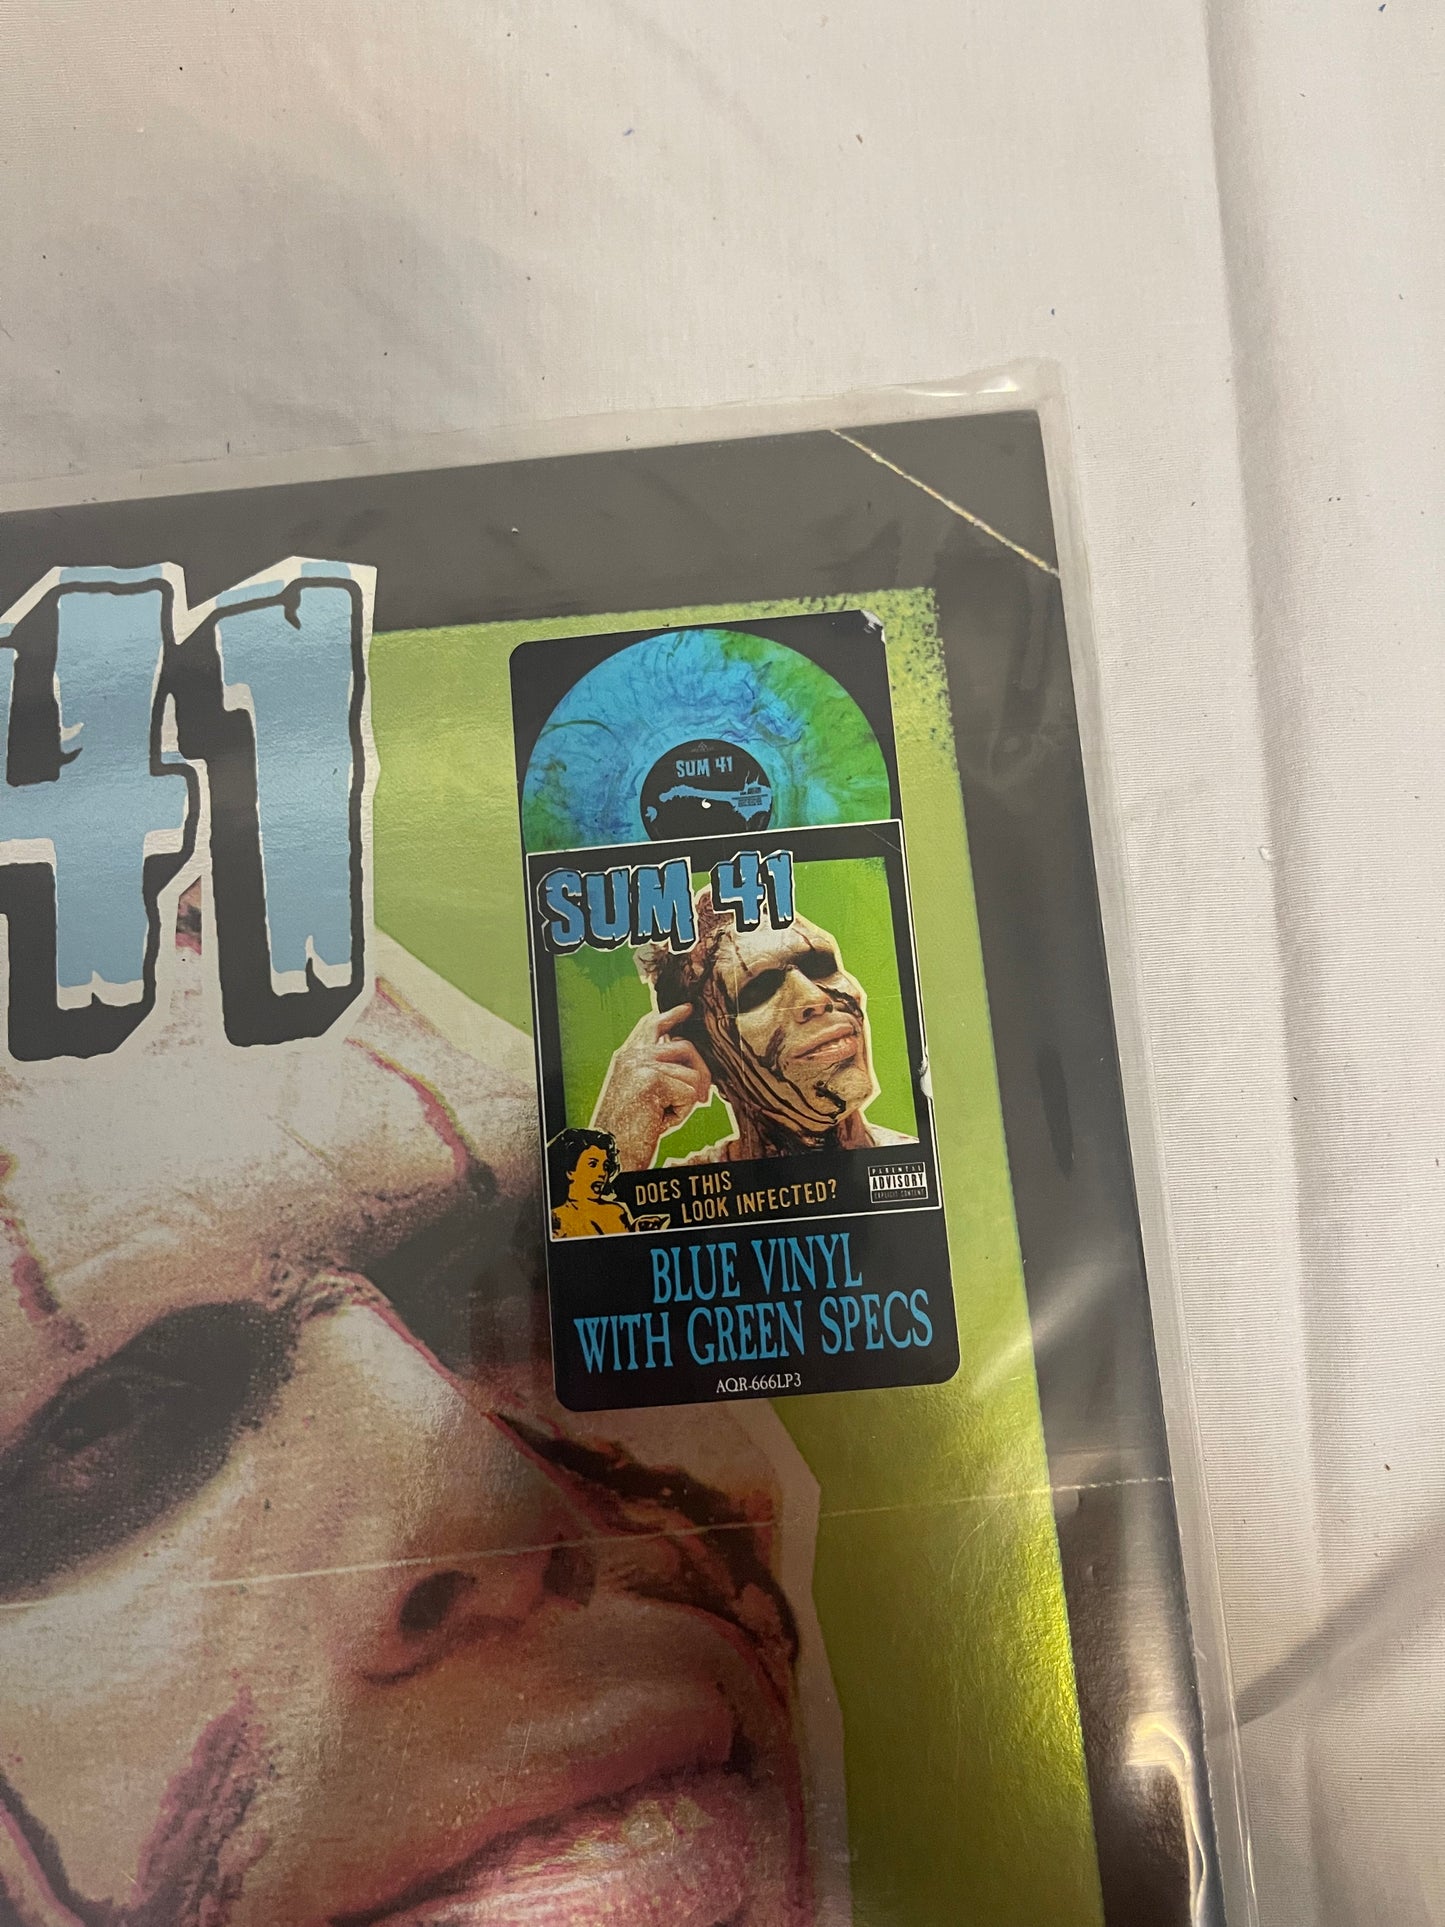 41
SUM 41
SUM 41
DOES THIS
LOOK INFECTED?
PARENTAL
ADVISORY
EXPLICIT CONTENT
BLUE VINYL
WITH GREEN SPECS
AQR-666LP3